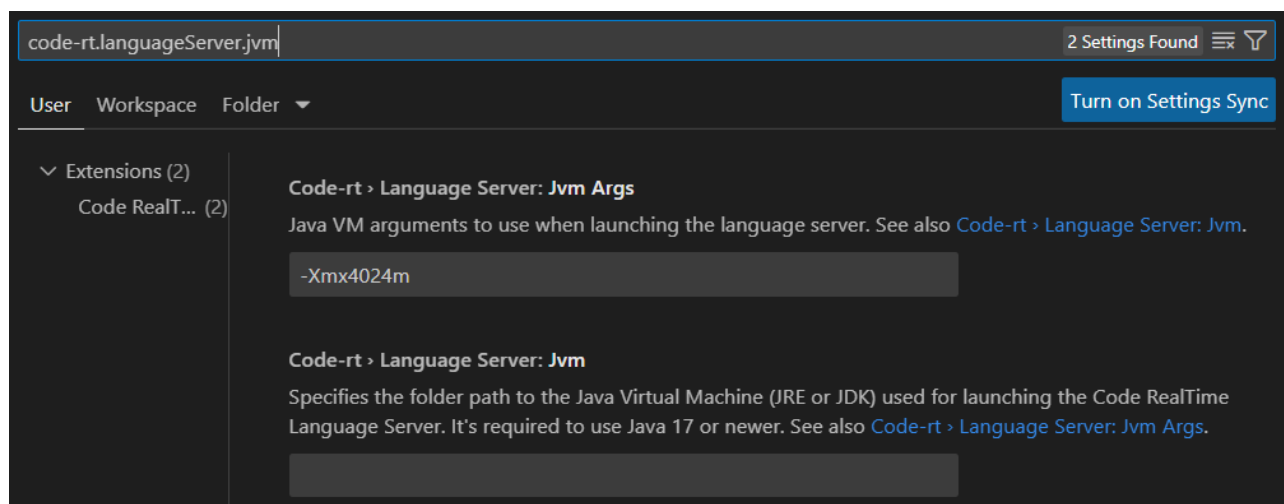 code-rt.languageServer.jvm 2 Settings Found
User Workspace Folder Turn on Settings Sync
Extensions (2)
Code RealT... (2)
Code-rt › Language Server: Jvm Args
Java VM arguments to use when launching the language server. See also Code-rt › Language Server: Jvm.
-Xmx4024m
Code-rt › Language Server: Jvm
Specifies the folder path to the Java Virtual Machine (JRE or JDK) used for launching the Code RealTime
Language Server. It's required to use Java 17 or newer. See also Code-rt › Language Server: Jvm Args.